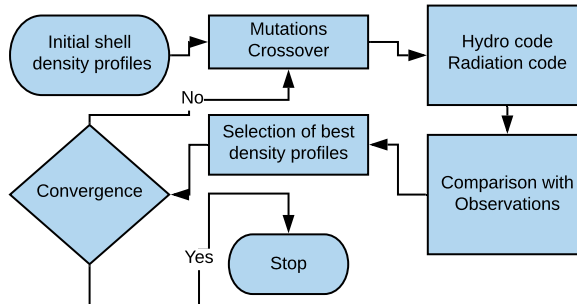 Initial shell
density profiles
Mutations
Crossover
Hydro code
Radiation code
No
Selection of best
density profiles
Convergence
Comparison with
Observations
Yes
Stop